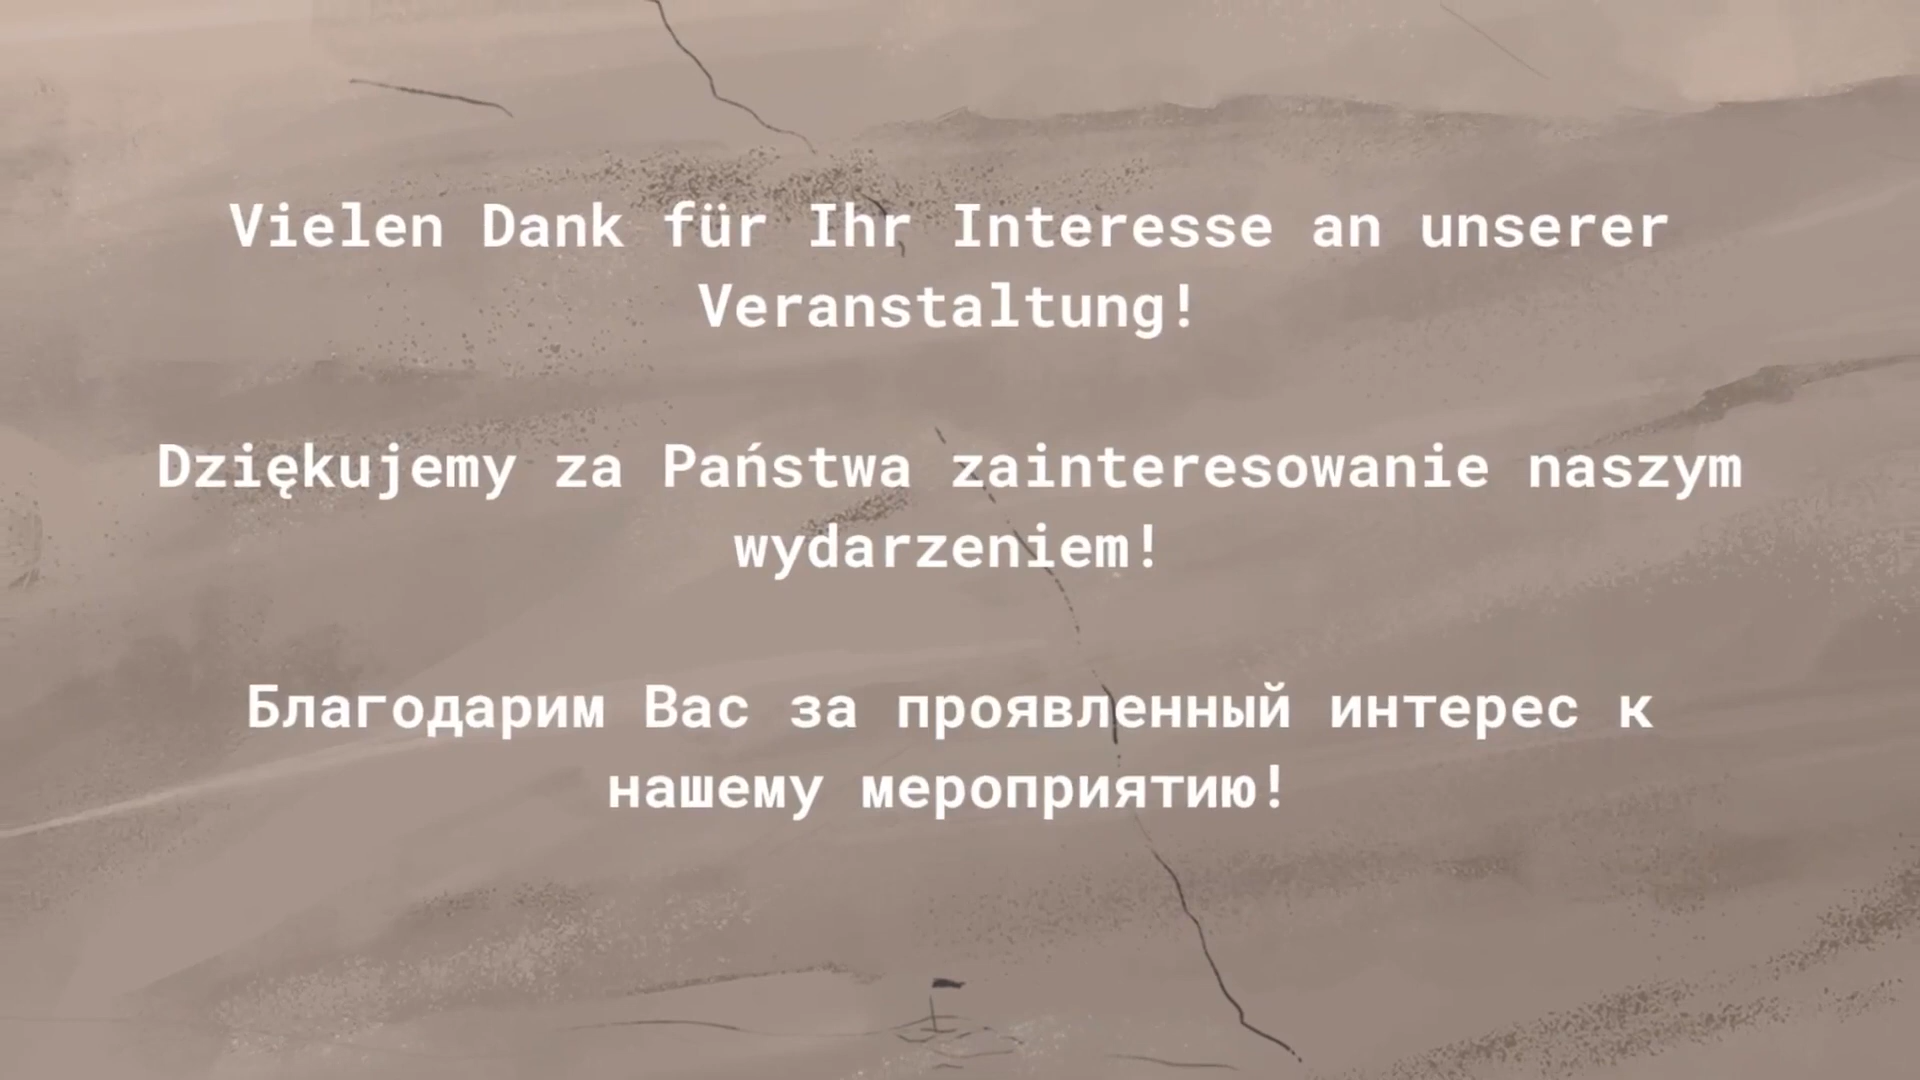 Vielen Dank für Ihr Interesse an unserer
Veranstaltung!
Dziękujemy za Państwa zainteresowanie naszym
wydarzeniem!
Благодарим Вас за проявленный интерес к
нашему мероприятию!